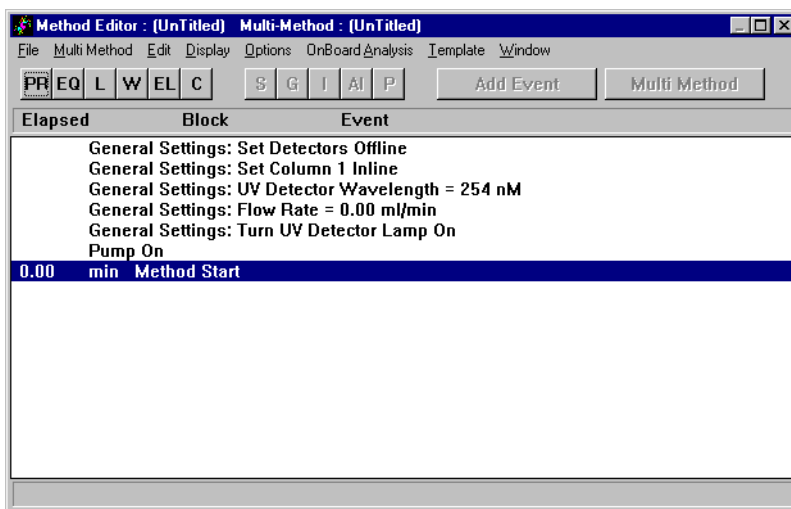 Method Editor : (UnTitled)   Multi-Method : (UnTitled)
File   Multi Method   Edit   Display   Options   OnBoard Analysis   Template   Window
PR EQ L W EL C S G I AI P Add Event Multi Method
Elapsed   Block   Event
General Settings: Set Detectors Offline
General Settings: Set Column 1 Inline
General Settings: UV Detector Wavelength = 254 nM
General Settings: Flow Rate = 0.00 ml/min
General Settings: Turn UV Detector Lamp On
Pump On
0.00   min   Method Start